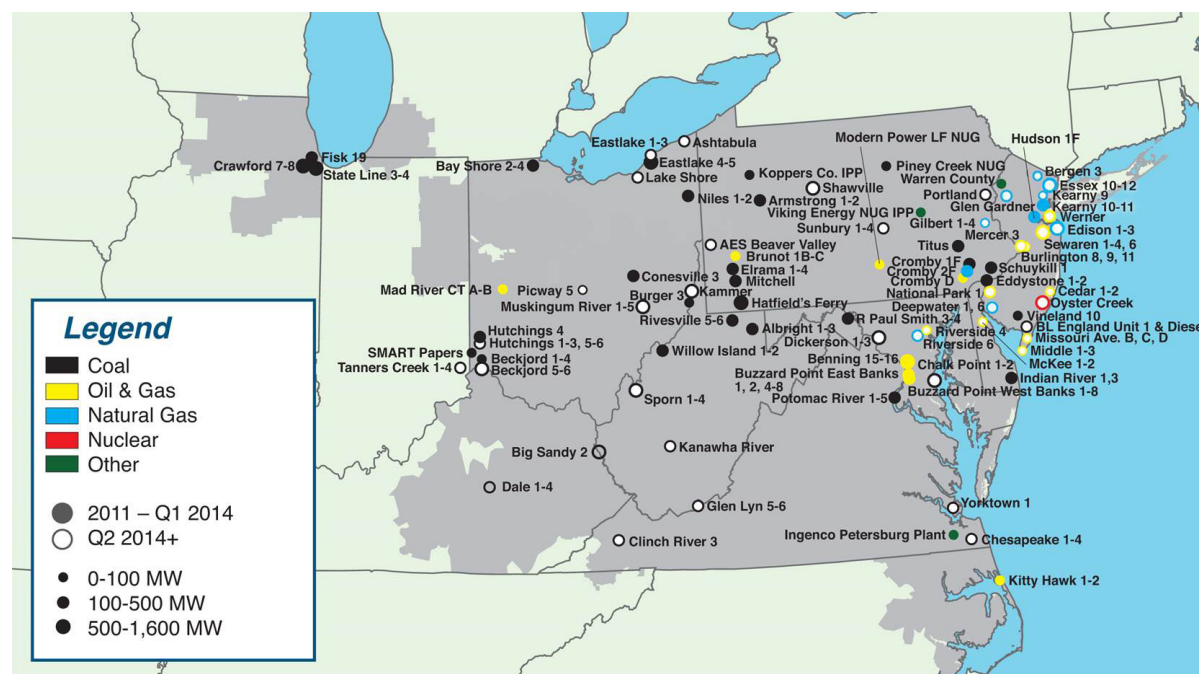 Modern Power LF NUG
Hudson 1F
Eastlake 1-3
Ashtabula
Fisk 19
Crawford 7-8
State Line 3-4
Bay Shore 2-4
Eastlake 4-5
Lake Shore
Koppers Co. IPP
Piney Creek NUG
Warren County
Bergen 3
Essex 10-12
Shawville
Portland
Kearny 9
Niles 1-2
Armstrong 1-2
Glen Gardner
Kearny 10-11
Viking Energy NUG IPP
Werner
Sunbury 1-4
Gilbert 1-4
Edison 1-3
Mercer 3
AES Beaver Valley
Titus
Sewaren 1-4, 6
Brunot 1B-C
Burlington 8, 9, 11
Cromby 1F
Elrama 1-4
Schuykill 1
Cromby 2F
Conesville 3
Mitchell
Cromby D
Eddystone 1-2
Mad River CT A-B
Picway 5
Burger 3
Kammer
National Park 1
Cedar 1-2
Muskingum River 1-5
Hatfield's Ferry
Deepwater 1, 6
Oyster Creek
Rivesville 5-6
R Paul Smith 3-4
Vineland 10
Albright 1-3
BL England Unit 1 & Diese
Hutchings 4
Dickerson 1-3
Riverside 4
Missouri Ave. B, C, D
Hutchings 1-3, 5-6
Riverside 6
SMART Papers
Willow Island 1-2
Middle 1-3
Beckjord 1-4
Benning 15-16
Chalk Point 1-2
McKee 1-2
Tanners Creek 1-4
Beckjord 5-6
Buzzard Point East Banks
1, 2, 4-8
Indian River 1,3
Buzzard Point West Banks 1-8
Sporn 1-4
Potomac River 1-5
Kanawha River
Big Sandy 2
Dale 1-4
Glen Lyn 5-6
Yorktown 1
Ingenco Petersburg Plant
Chesapeake 1-4
Clinch River 3
Kitty Hawk 1-2
Legend
Coal
Oil & Gas
Natural Gas
Nuclear
Other
2011 – Q1 2014
Q2 2014+
0-100 MW
100-500 MW
500-1,600 MW